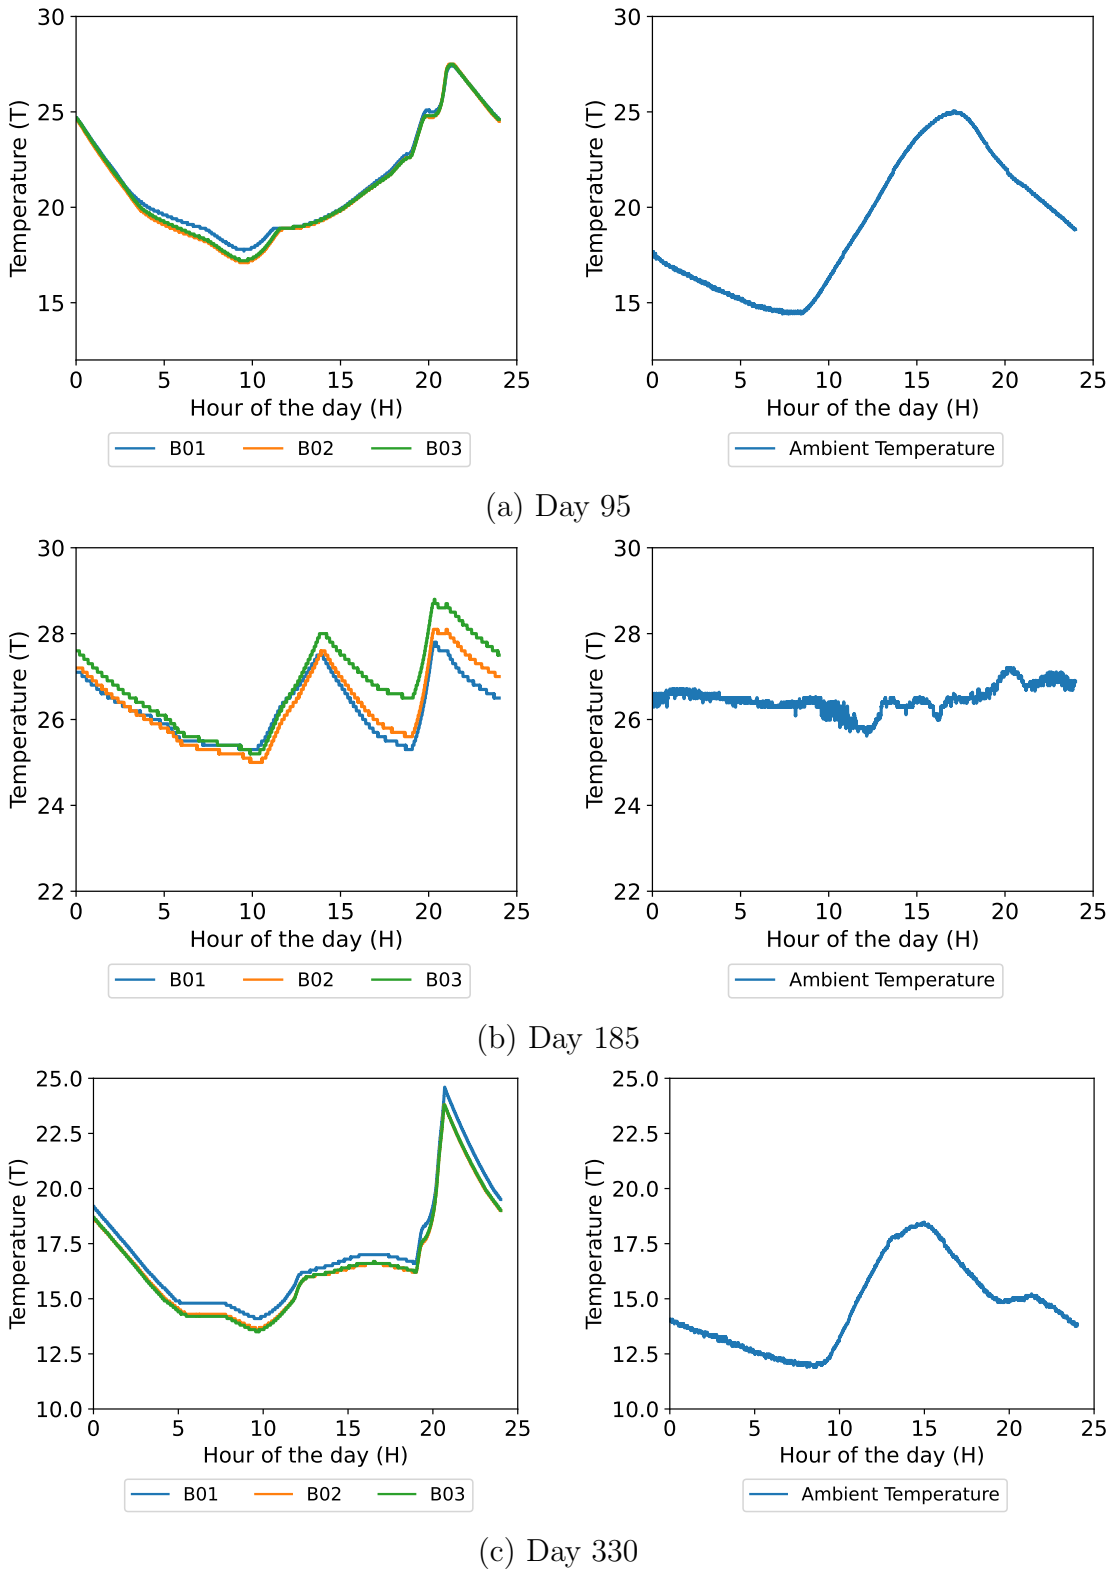 30
25
20
15
Temperature (T)
0 5 10 15 20 25
Hour of the day (H)
B01 B02 B03
30
25
20
15
Temperature (T)
0 5 10 15 20 25
Hour of the day (H)
Ambient Temperature
(a) Day 95
30
28
26
24
22
Temperature (T)
0 5 10 15 20 25
Hour of the day (H)
B01 B02 B03
30
28
26
24
22
Temperature (T)
0 5 10 15 20 25
Hour of the day (H)
Ambient Temperature
(b) Day 185
25.0
22.5
20.0
17.5
15.0
12.5
10.0
Temperature (T)
0 5 10 15 20 25
Hour of the day (H)
B01 B02 B03
25.0
22.5
20.0
17.5
15.0
12.5
10.0
Temperature (T)
0 5 10 15 20 25
Hour of the day (H)
Ambient Temperature
(c) Day 330